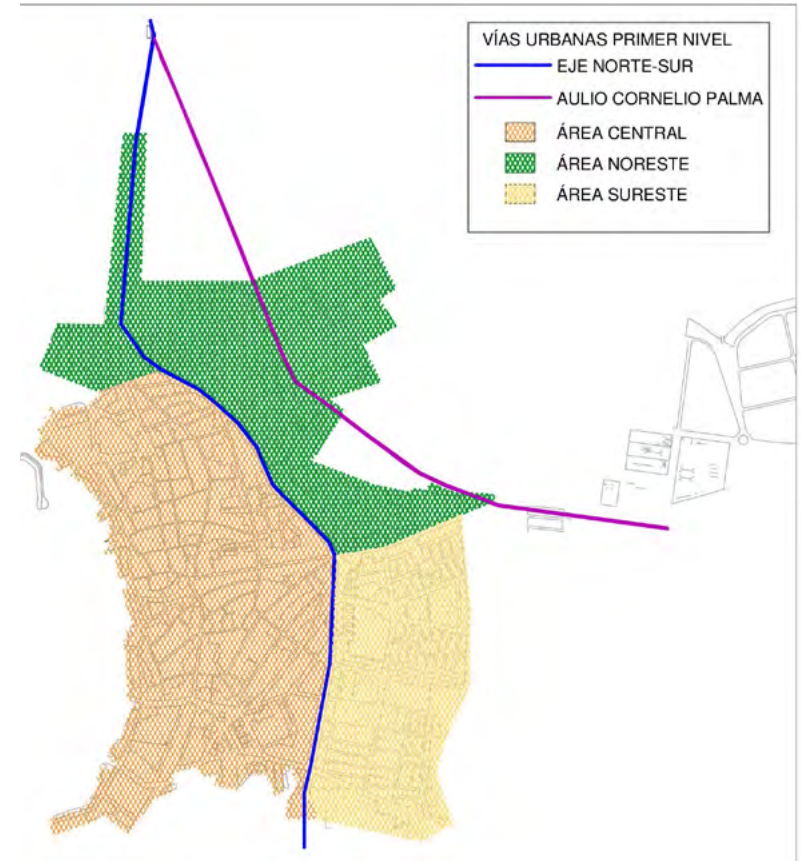 VÍAS URBANAS PRIMER NIVEL
EJE NORTE-SUR
AULIO CORNELIO PALMA
ÁREA CENTRAL
ÁREA NORESTE
ÁREA SURESTE